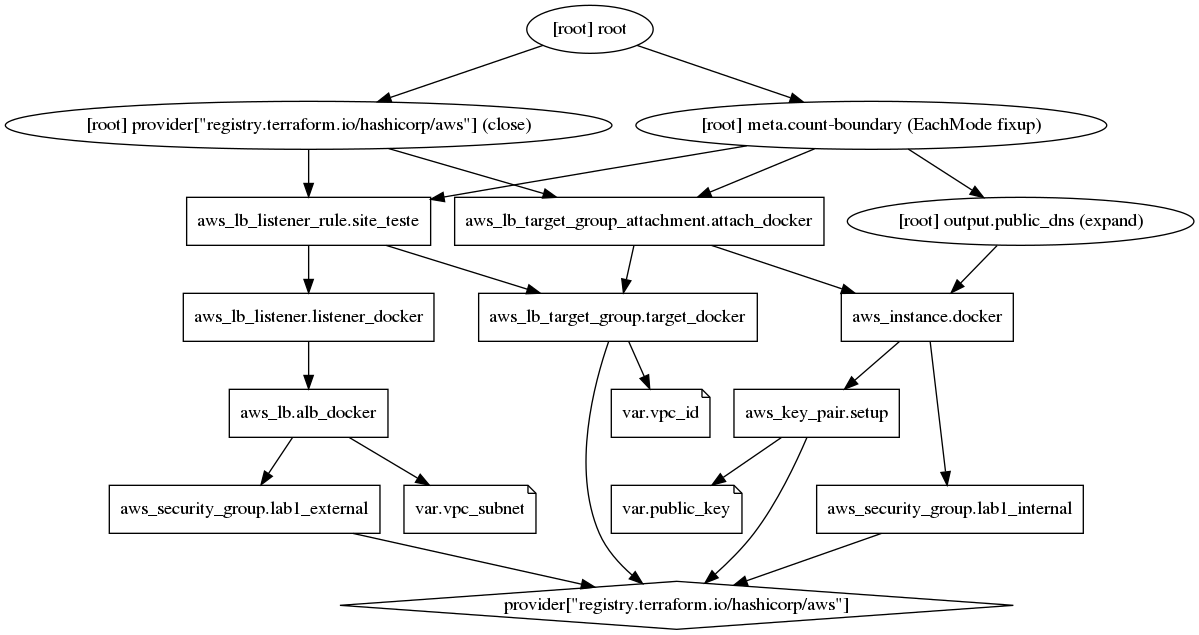 [root] root
[root] provider["registry.terraform.io/hashicorp/aws"] (close)
[root] meta.count-boundary (EachMode fixup)
aws_lb_listener_rule.site_teste
aws_lb_target_group_attachment.attach_docker
[root] output.public_dns (expand)
aws_lb_listener.listener_docker
aws_lb_target_group.target_docker
aws_instance.docker
aws_lb.alb_docker
var.vpc_id
aws_key_pair.setup
aws_security_group.lab1_external
var.vpc_subnet
var.public_key
aws_security_group.lab1_internal
provider["registry.terraform.io/hashicorp/aws"]